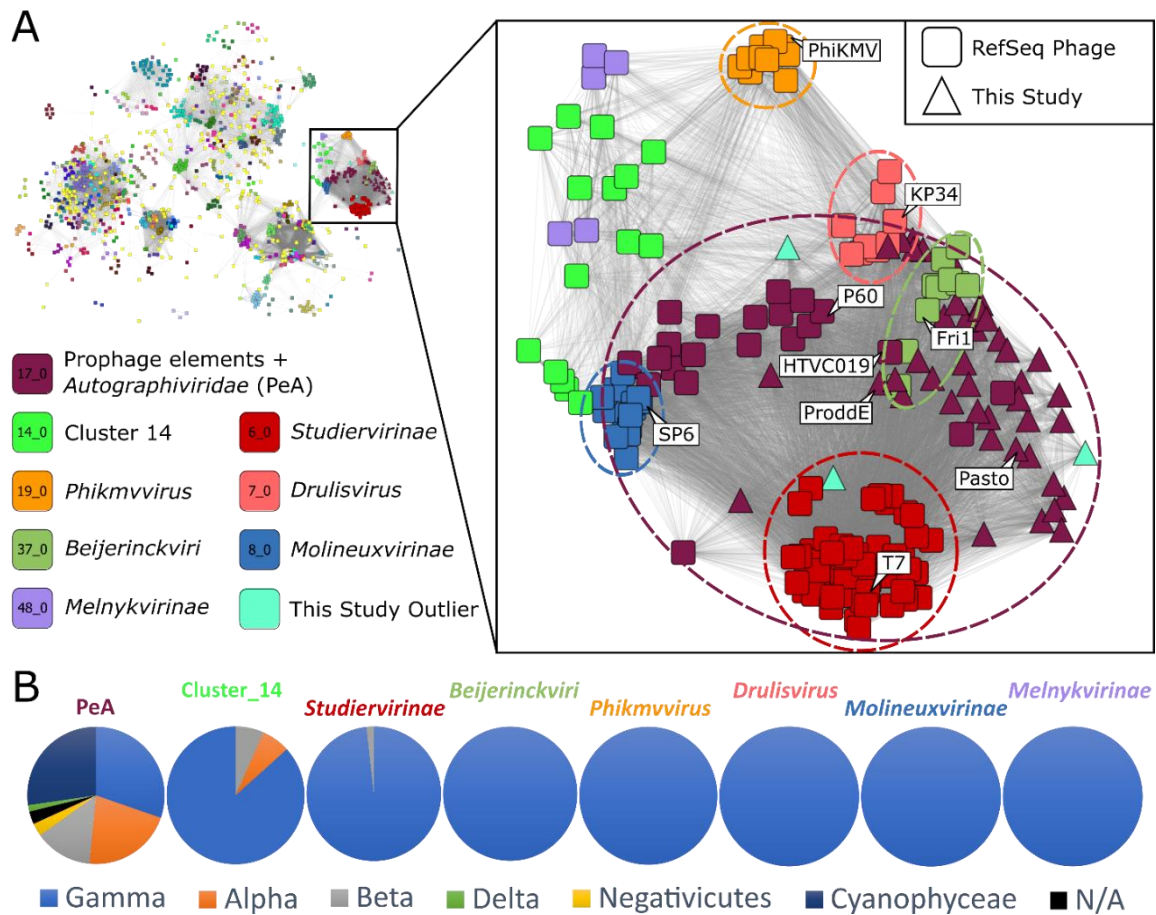 A
PhiKMV
RefSeq Phage
This Study
KP34
P60
Fri1
HTVC019
ProddE
SP6
Pasto
T7
17_0 Prophage elements +
Autographiviridae (PeA)
14_0 Cluster 14
6_0 Studiervirinae
19_0 Phikmvvirus
7_0 Drulisvirus
37_0 Beijerinckviri
8_0 Molineuxvirinae
48_0 Melnykvirinae
This Study Outlier
B
PeA
Cluster_14
Studiervirinae
Beijerinckviri
Phikmvvirus
Drulisvirus
Molineuxvirinae
Melnykvirinae
Gamma Alpha Beta Delta Negativicutes Cyanophyceae N/A